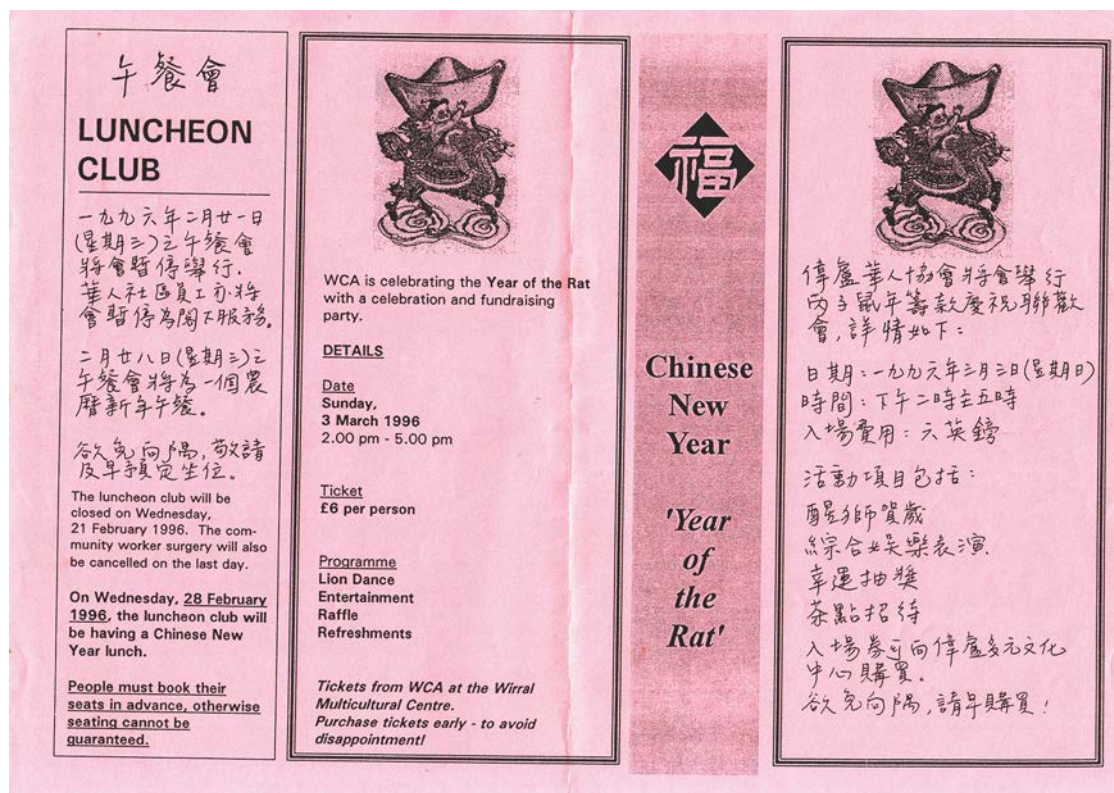 午餐會
LUNCHEON
CLUB
一九九六年二月廿一日
(星期三)之午餐會
將會暫停舉行.
華人社區員工亦將
會暫停為閣下服務。
二月廿八日(星期三)之
午餐會將為一個農
曆新年午餐。
欲免向隅,敬請
及早預定坐位。
The luncheon club will be
closed on Wednesday,
21 February 1996. The com-
munity worker surgery will also
be cancelled on the last day.
On Wednesday, 28 February
1996, the luncheon club will
be having a Chinese New
Year lunch.
People must book their
seats in advance, otherwise
seating cannot be
guaranteed.
WCA is celebrating the Year of the Rat
with a celebration and fundraising
party.
DETAILS
Date
Sunday,
3 March 1996
2.00 pm - 5.00 pm
Ticket
£6 per person
Programme
Lion Dance
Entertainment
Raffle
Refreshments
Tickets from WCA at the Wirral
Multicultural Centre.
Purchase tickets early - to avoid
disappointment!
福
Chinese
New
Year
'Year
of
the
Rat'
偉盧華人協會將會舉行
丙子鼠年籌款慶祝聯歡
會,詳情如下:
日期:一九九六年三月三日(星期日)
時間:下午二時至五時
入場費用:六英鎊
活動項目包括:
醒獅賀歲
綜合娛樂表演
幸運抽獎
茶點招待
入場券可向偉盧多元文化
中心購買.
欲免向隅,請早購買!